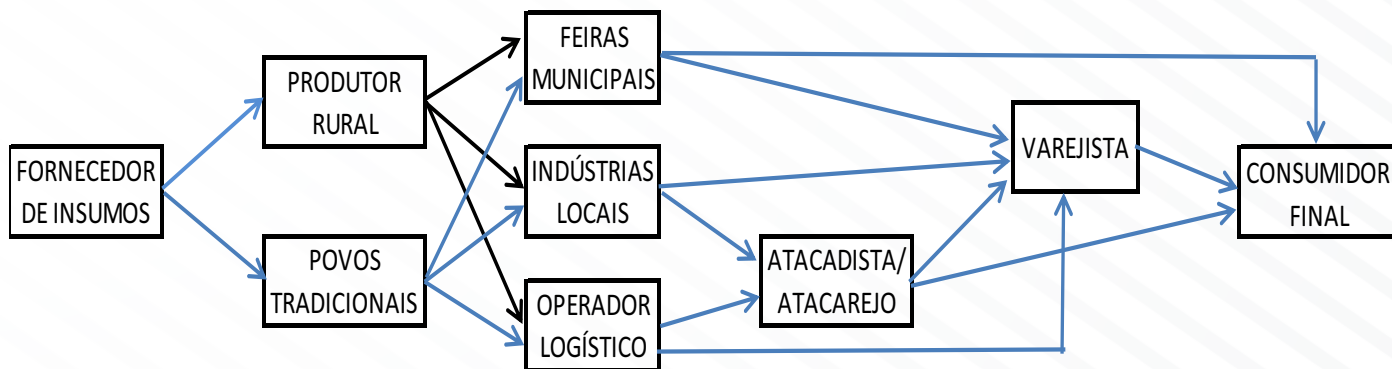 FORNECEDOR
DE INSUMOS
PRODUTOR
RURAL
POVOS
TRADICIONAIS
FEIRAS
MUNICIPAIS
INDÚSTRIAS
LOCAIS
OPERADOR
LOGÍSTICO
ATACADISTA/
ATACAREJO
VAREJISTA
CONSUMIDOR
FINAL